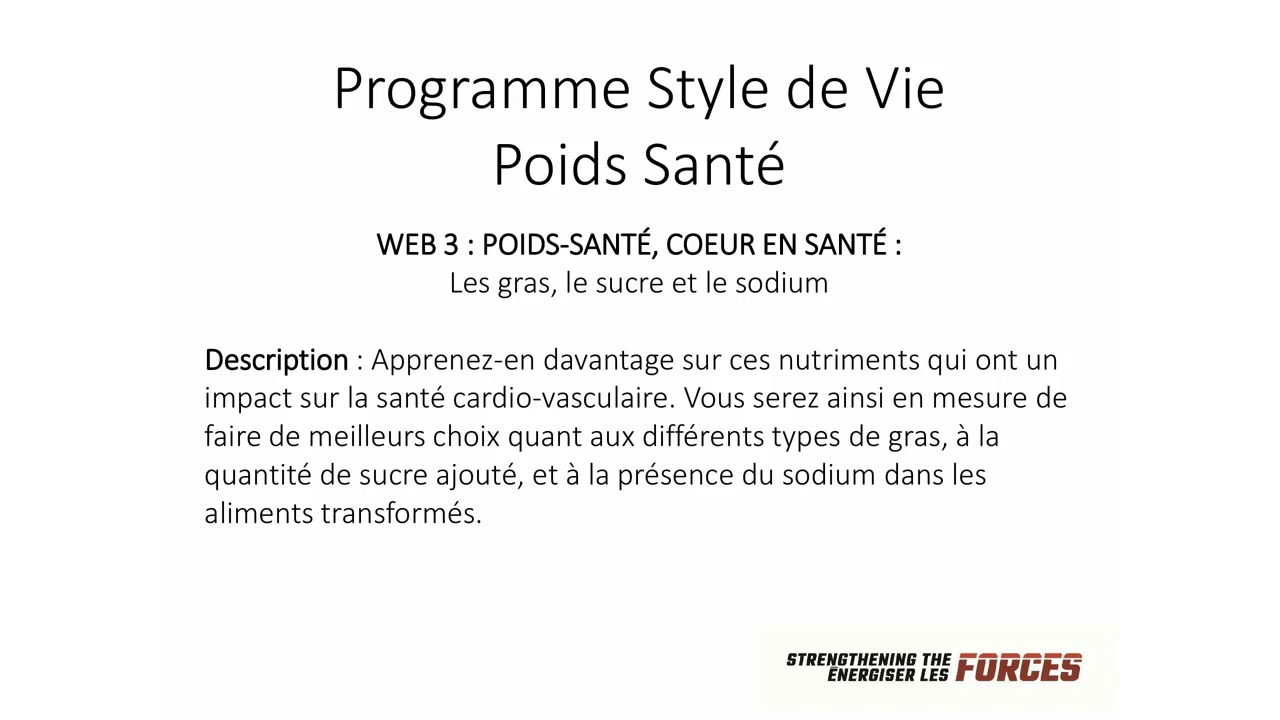 Programme Style de Vie
Poids Santé
WEB 3 : POIDS-SANTÉ, COEUR EN SANTÉ :
Les gras, le sucre et le sodium
Description : Apprenez-en davantage sur ces nutriments qui ont un
impact sur la santé cardio-vasculaire. Vous serez ainsi en mesure de
faire de meilleurs choix quant aux différents types de gras, à la
quantité de sucre ajouté, et à la présence du sodium dans les
aliments transformés.
STRENGTHENING THE
ÉNERGISER LES FORCES